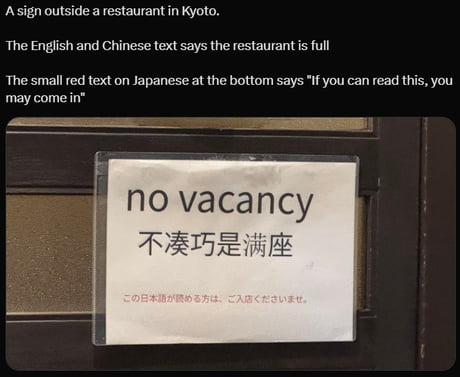 A sign outside a restaurant in Kyoto.
The English and Chinese text says the restaurant is full
The small red text on Japanese at the bottom says "If you can read this, you
may come in"
no vacancy
不凑巧是满座
この日本語が読める方は、ご入店くださいませ。